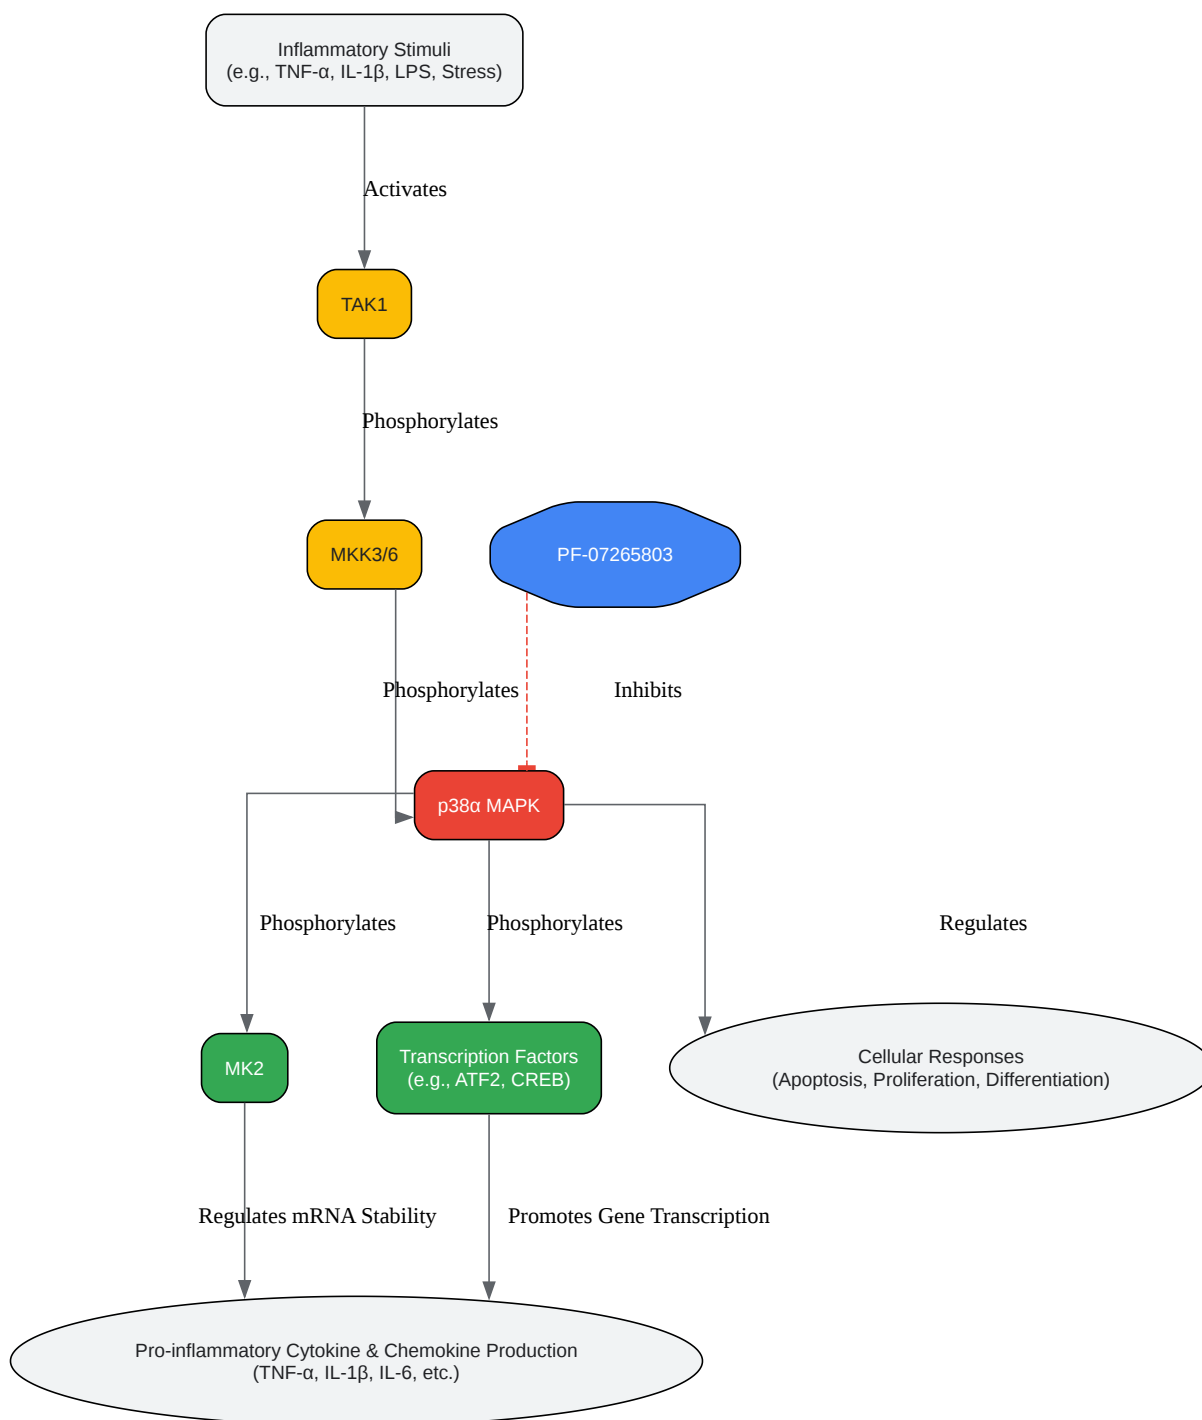 Inflammatory Stimuli
(e.g., TNF-α, IL-1β, LPS, Stress)
Activates
TAK1
Phosphorylates
MKK3/6
PF-07265803
Phosphorylates
Inhibits
p38α MAPK
Phosphorylates
Phosphorylates
Regulates
MK2
Transcription Factors
(e.g., ATF2, CREB)
Cellular Responses
(Apoptosis, Proliferation, Differentiation)
Regulates mRNA Stability
Promotes Gene Transcription
Pro-inflammatory Cytokine & Chemokine Production
(TNF-α, IL-1β, IL-6, etc.)